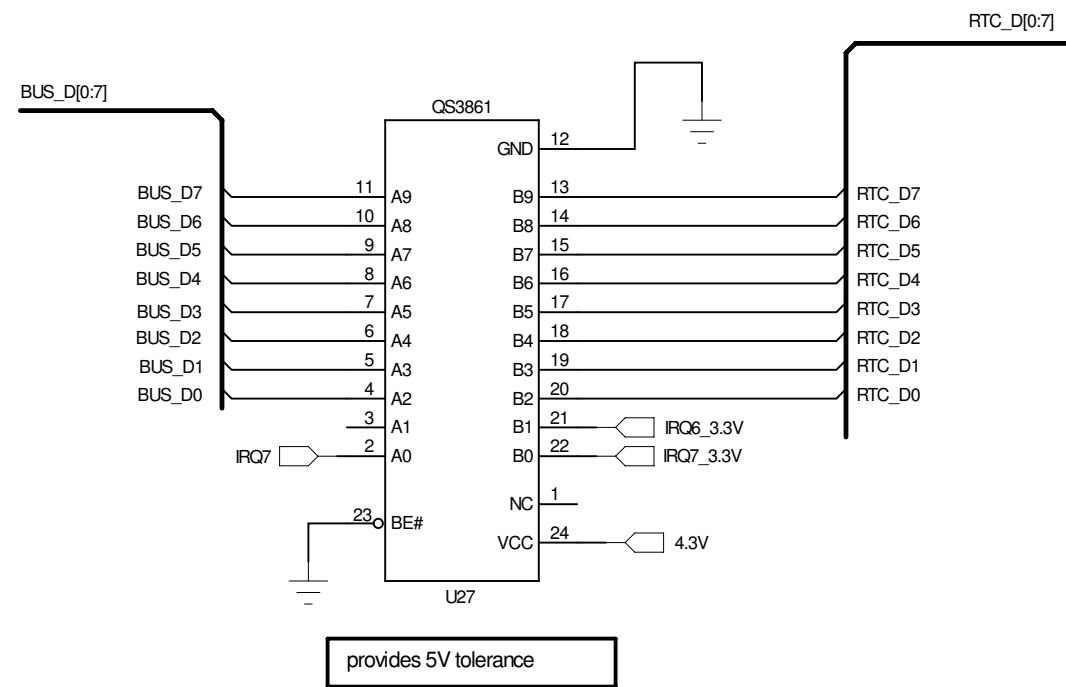 RTC_D[0:7]
BUS_D[0:7]
QS3861
GND 12
BUS_D7 11 A9 B9 13 RTC_D7
BUS_D6 10 A8 B8 14 RTC_D6
BUS_D5 9 A7 B7 15 RTC_D5
BUS_D4 8 A6 B6 16 RTC_D4
BUS_D3 7 A5 B5 17 RTC_D3
BUS_D2 6 A4 B4 18 RTC_D2
BUS_D1 5 A3 B3 19 RTC_D1
BUS_D0 4 A2 B2 20 RTC_D0
3 A1 B1 21 IRQ6_3.3V
IRQ7 2 A0 B0 22 IRQ7_3.3V
NC 1
23 BE#
VCC 24 4.3V
U27
provides 5V tolerance